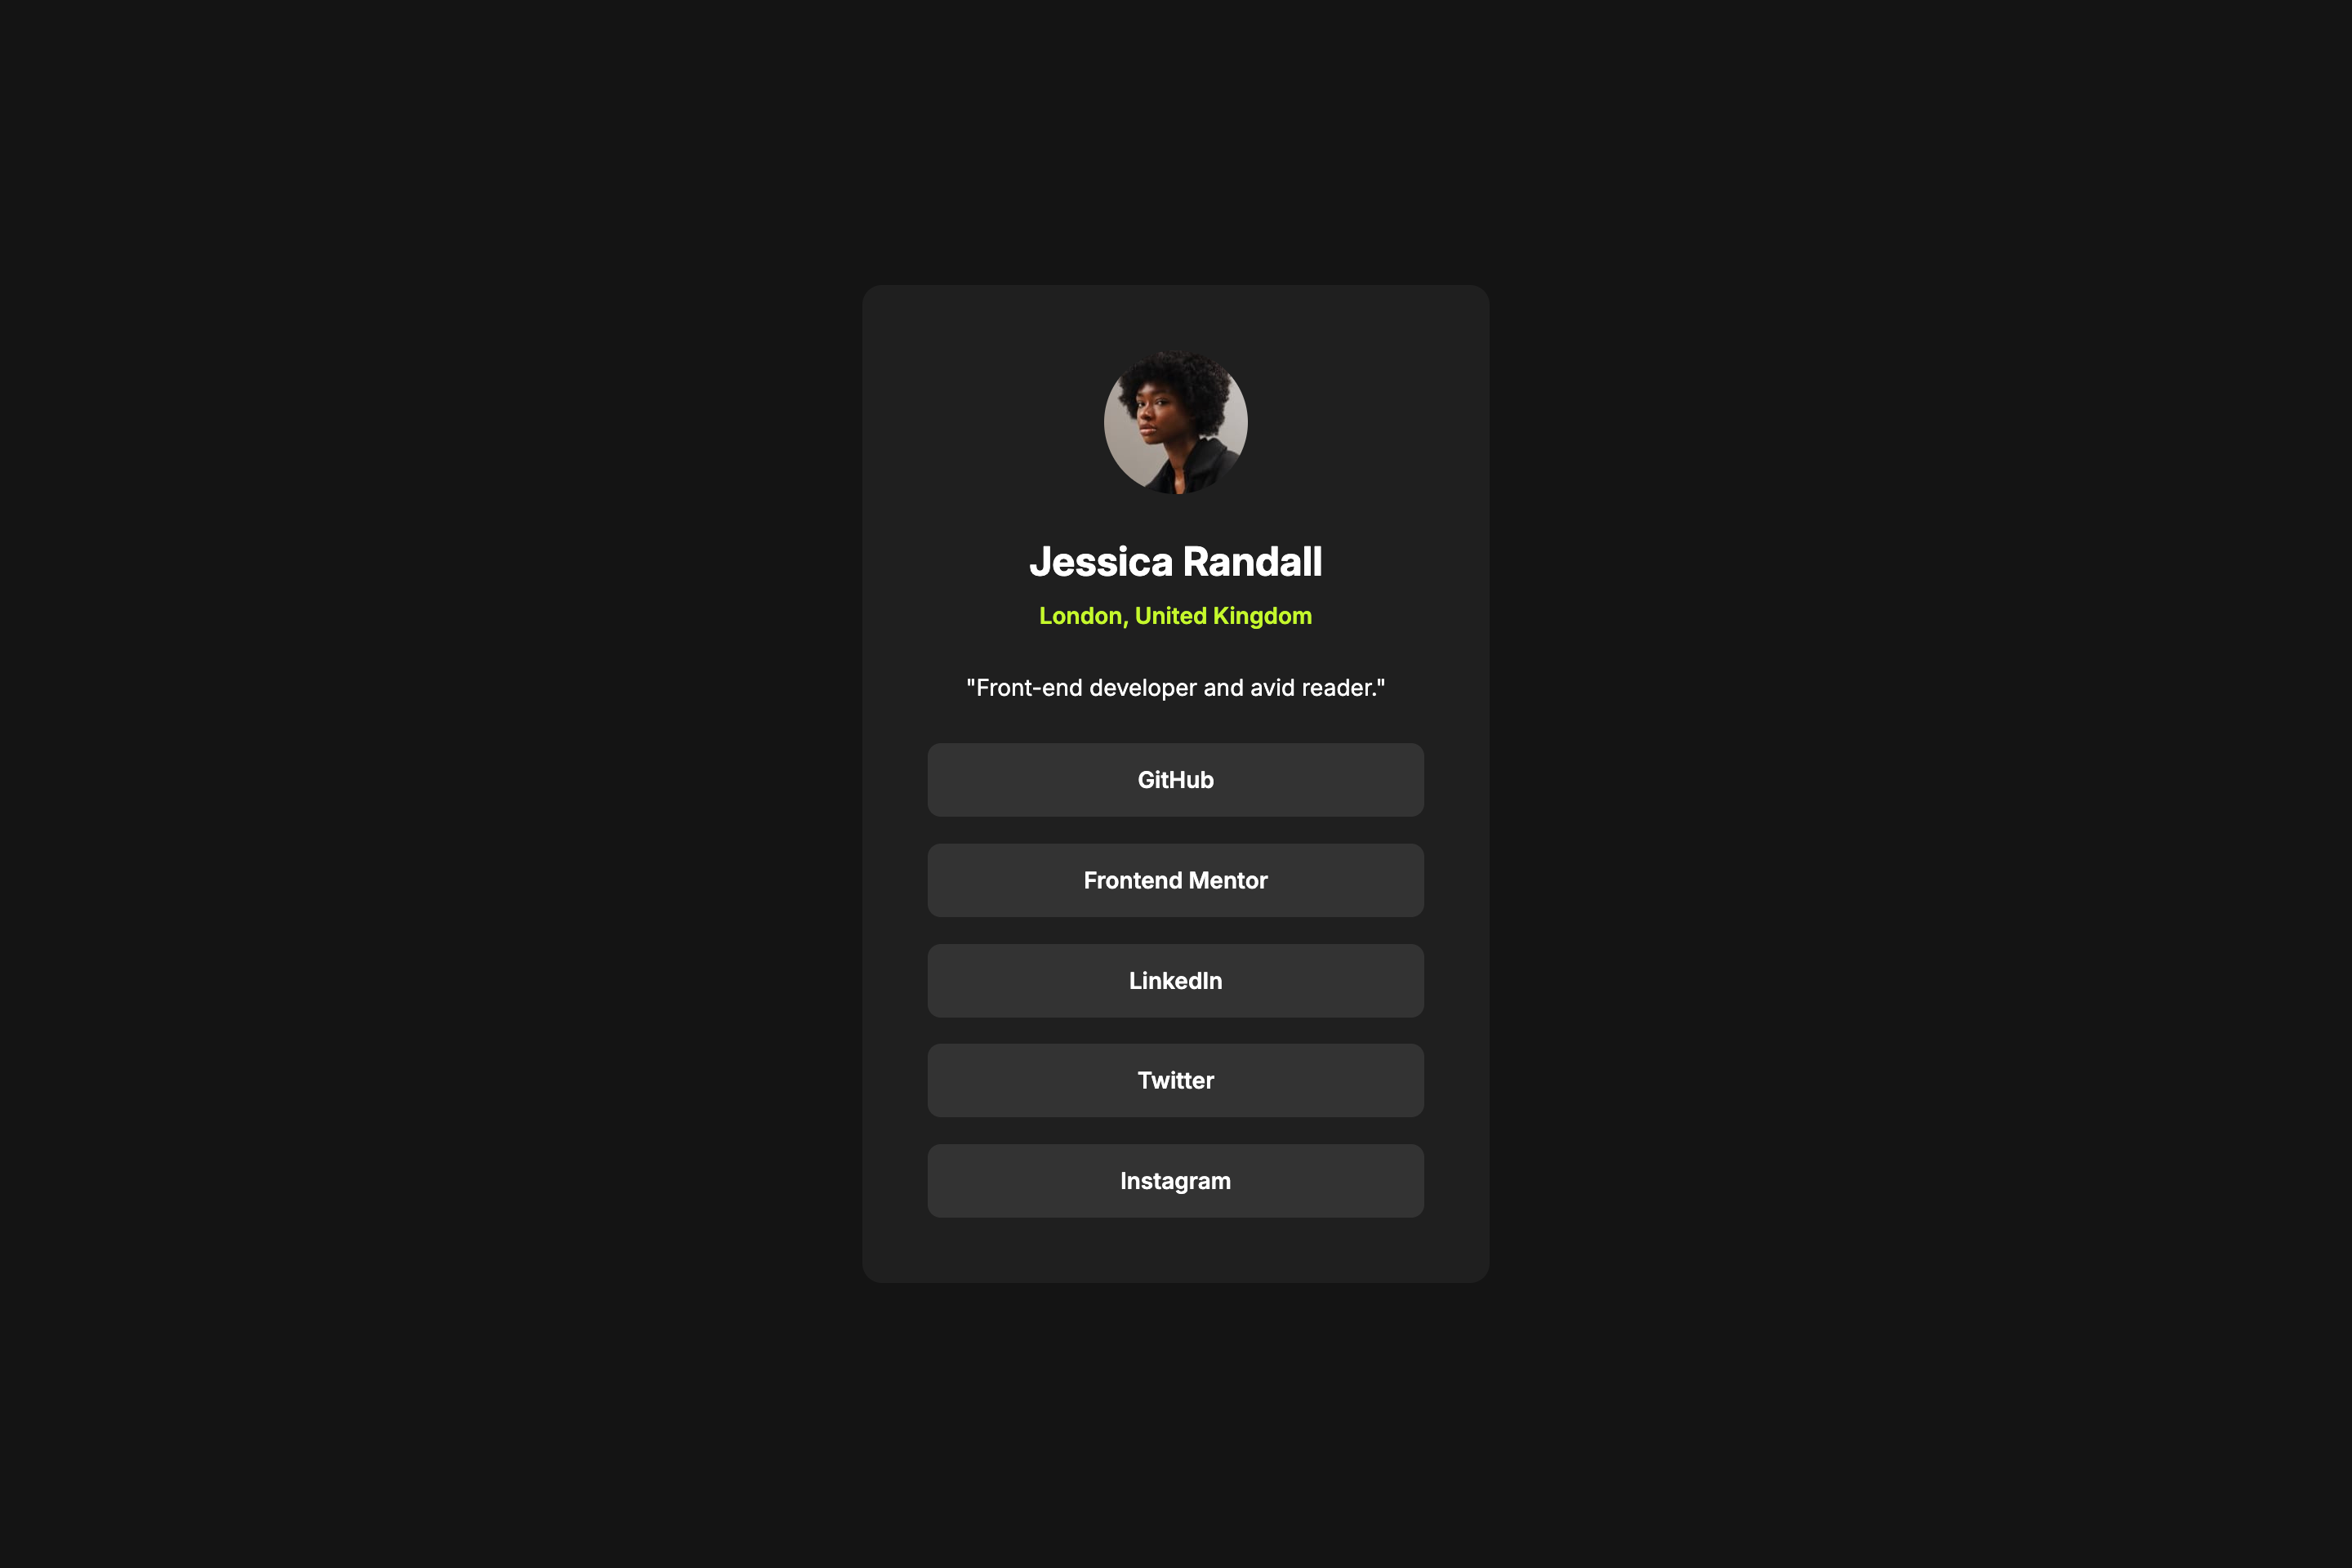 Jessica Randall
London, United Kingdom
"Front-end developer and avid reader."
GitHub
Frontend Mentor
LinkedIn
Twitter
Instagram